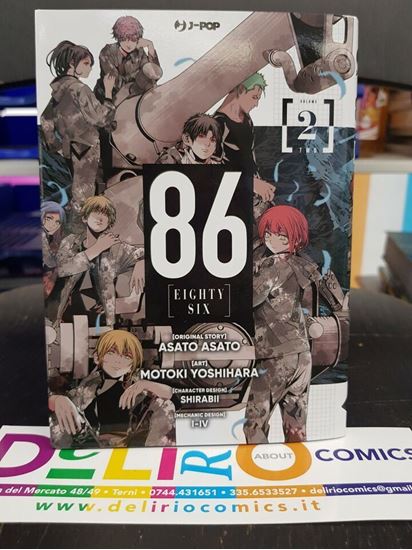 J-POP
VOLUME
[2]
TWO
86
[EIGHTY
SIX]
[ORIGINAL STORY]
ASATO ASATO
[ART]
MOTOKI YOSHIHARA
[CHARACTER DESIGN]
SHIRABII
[MECHANIC DESIGN]
I-IV
DELIRIO ABOUT COMICS
del Mercato 48/49 • Terni • 0744.431651 • 335.6533527 • deliriocomics@gmail
www.deliriocomics.it